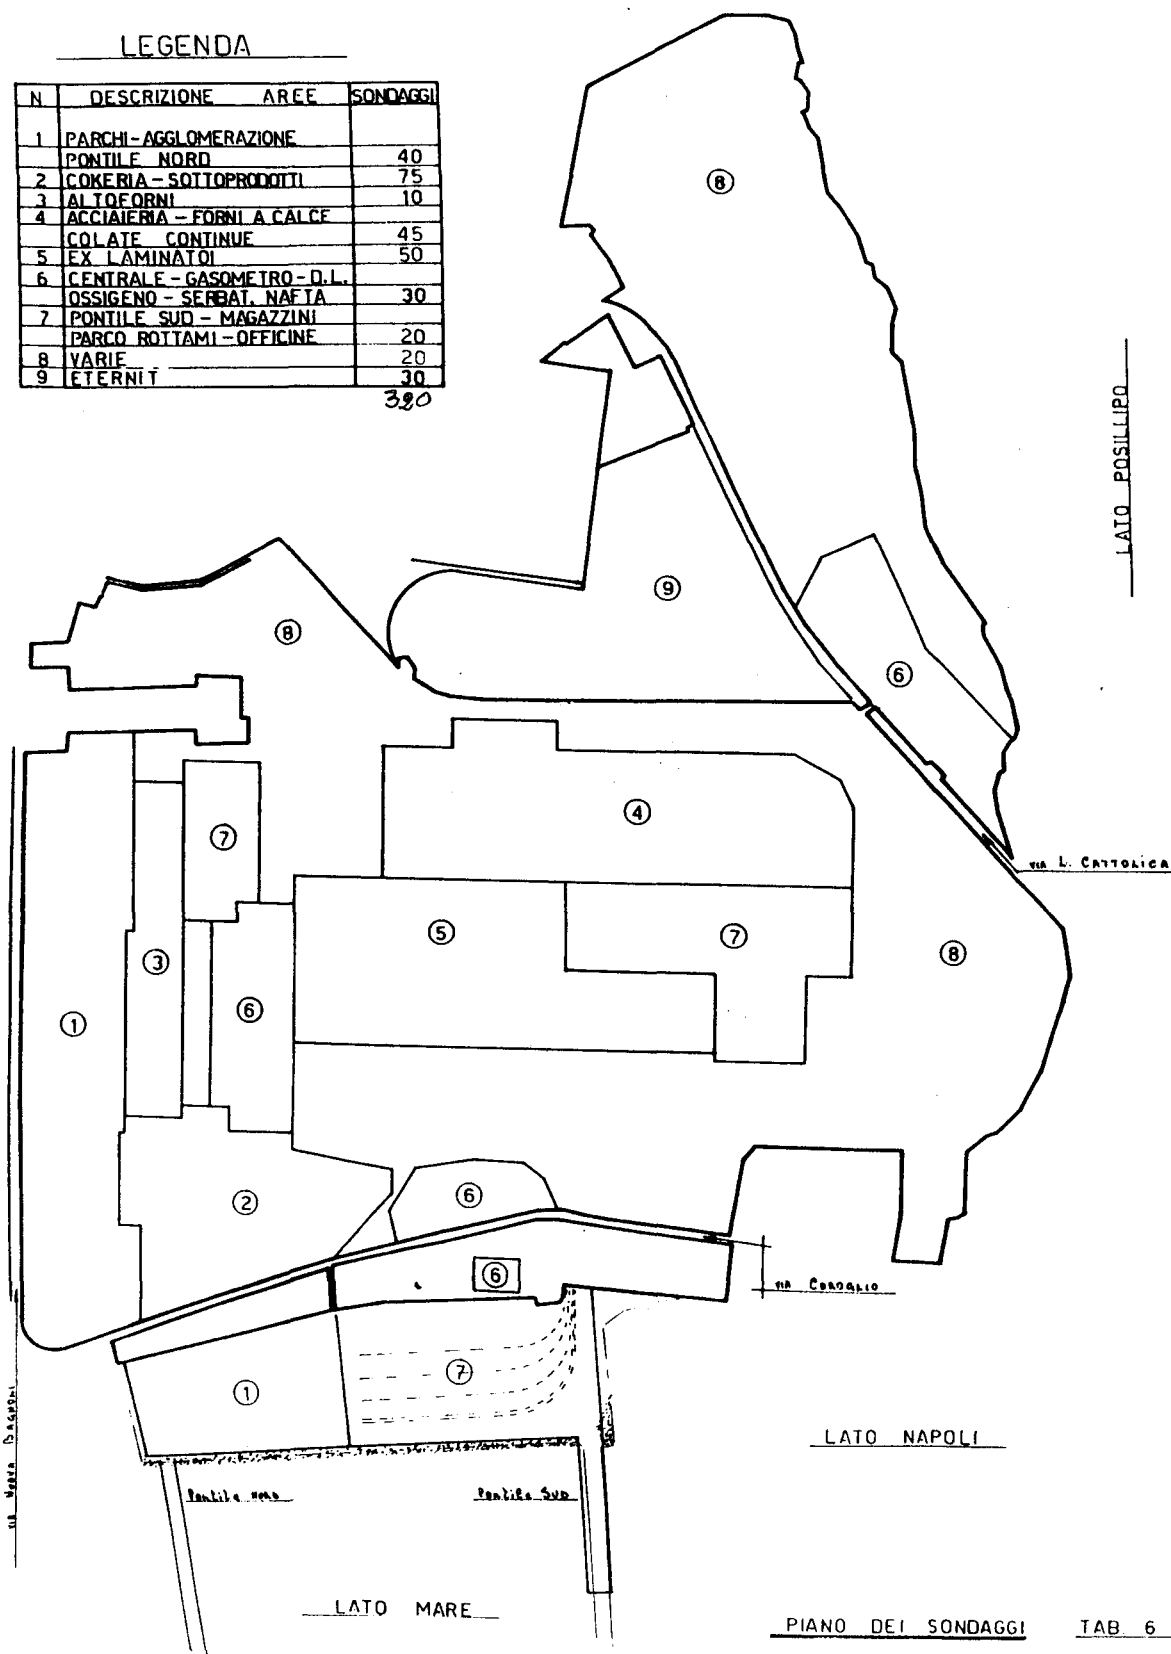 LEGENDA
N DESCRIZIONE AREE SONDAGGI
1 PARCHI-AGGLOMERAZIONE
PONTILE NORD 40
2 COKERIA-SOTTOPRODOTTI 75
3 ALTOFORNI 10
4 ACCIAIERIA-FORNI A CALCE
COLATE CONTINUE 45
5 EX LAMINATOI 50
6 CENTRALE-GASOMETRO-D.L.
OSSIGENO-SERBAT. NAFTA 30
7 PONTILE SUD-MAGAZZINI
PARCO ROTTAMI-OFFICINE 20
8 VARIE 20
9 ETERNIT 30
320
8
LATO POSILLIPO
9
8
6
4
7
VIA L. CATTOLICA
5
7
8
3
6
1
2
6
6
VIA COROGLIO
7
1
VIA NUOVA BAGNOLI
LATO NAPOLI
Pontile NORD
Pontile SUD
LATO MARE
PIANO DEI SONDAGGI TAB. 6